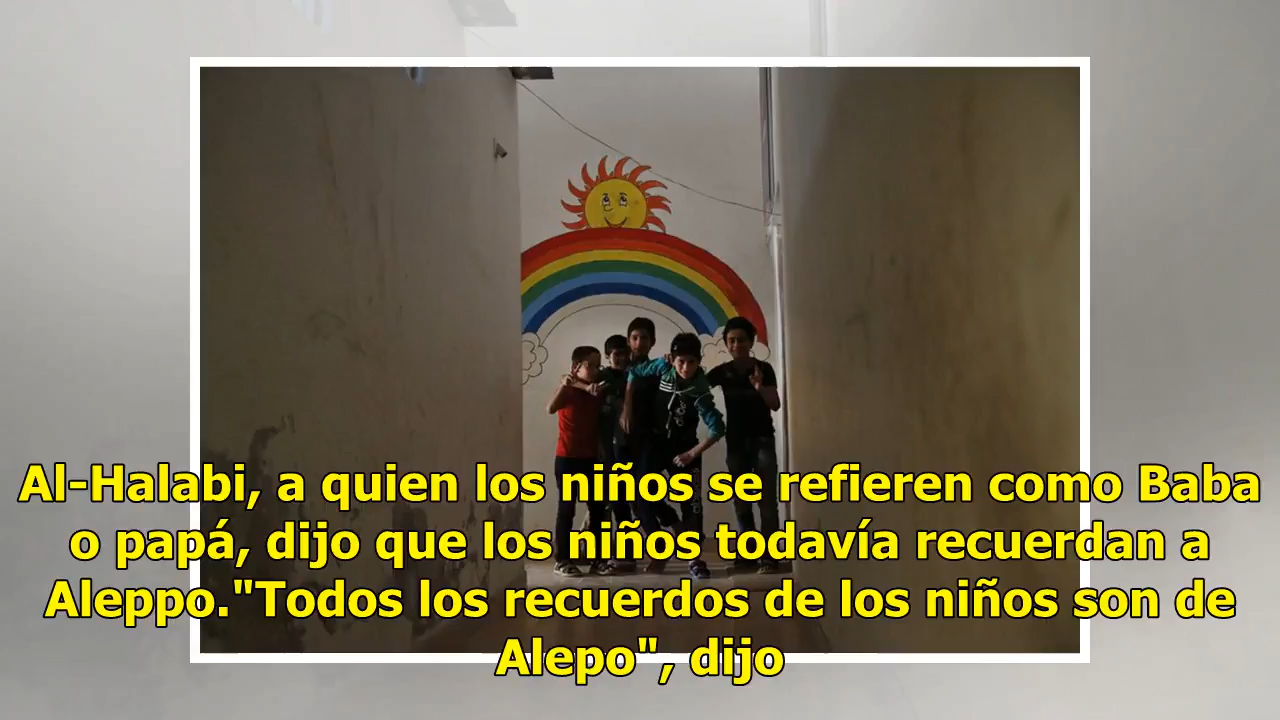 Al-Halabi, a quien los niños se refieren como Baba
o papá, dijo que los niños todavía recuerdan a
Aleppo."Todos los recuerdos de los niños son de
Alepo", dijo